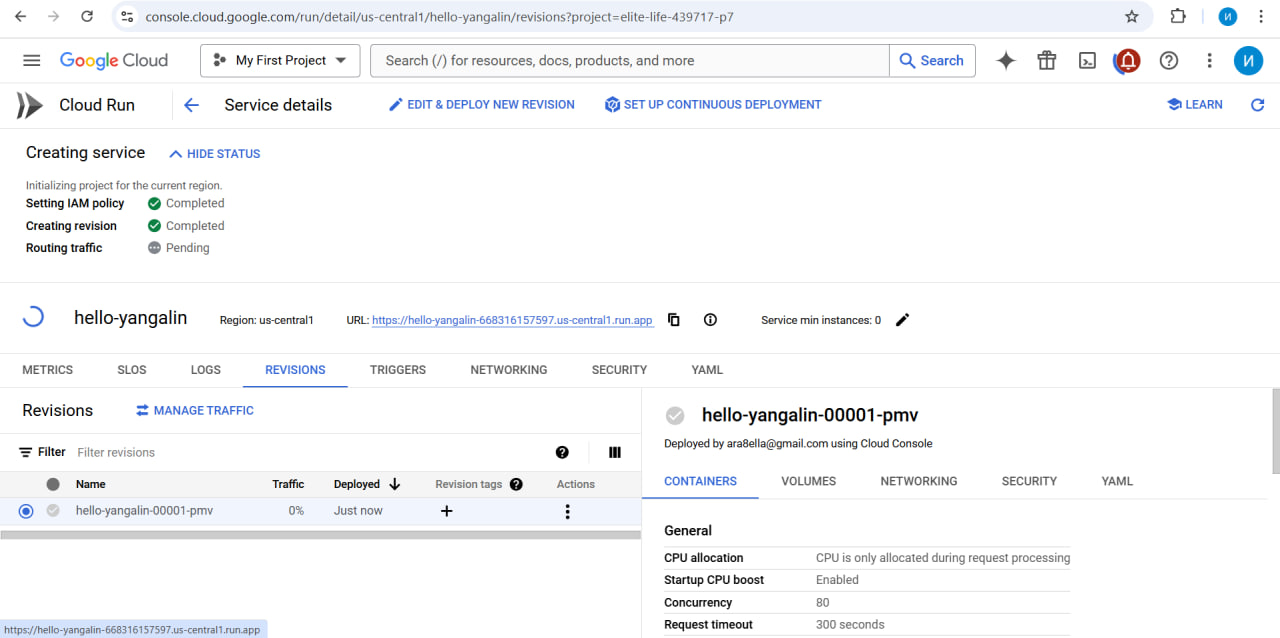 console.cloud.google.com/run/detail/us-central1/hello-yangalin/revisions?project=elite-life-439717-p7
И
Google Cloud
My First Project
Search (/) for resources, docs, products, and more
Search
И
Cloud Run
Service details
EDIT & DEPLOY NEW REVISION
SET UP CONTINUOUS DEPLOYMENT
LEARN
Creating service
HIDE STATUS
Initializing project for the current region.
Setting IAM policy Completed
Creating revision Completed
Routing traffic Pending
hello-yangalin
Region: us-central1
URL: https://hello-yangalin-668316157597.us-central1.run.app
Service min instances: 0
METRICS SLOS LOGS REVISIONS TRIGGERS NETWORKING SECURITY YAML
Revisions
MANAGE TRAFFIC
Filter Filter revisions
Name Traffic Deployed Revision tags Actions
hello-yangalin-00001-pmv 0% Just now
hello-yangalin-00001-pmv
Deployed by ara8ella@gmail.com using Cloud Console
CONTAINERS VOLUMES NETWORKING SECURITY YAML
General
CPU allocation CPU is only allocated during request processing
Startup CPU boost Enabled
Concurrency 80
Request timeout 300 seconds
https://hello-yangalin-668316157597.us-central1.run.app